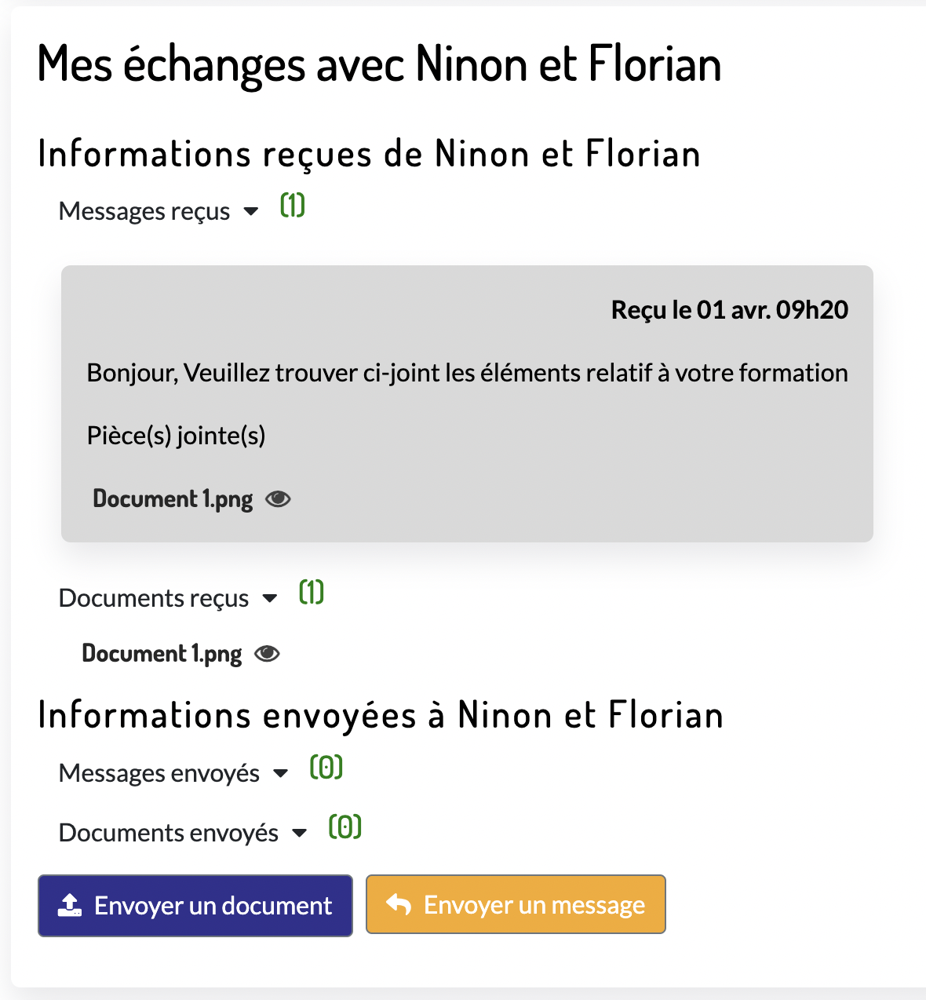 Mes échanges avec Ninon et Florian
Informations reçues de Ninon et Florian
Messages reçus (1)
Reçu le 01 avr. 09h20
Bonjour, Veuillez trouver ci-joint les éléments relatif à votre formation
Pièce(s) jointe(s)
Document 1.png
Documents reçus (1)
Document 1.png
Informations envoyées à Ninon et Florian
Messages envoyés (0)
Documents envoyés (0)
Envoyer un document Envoyer un message